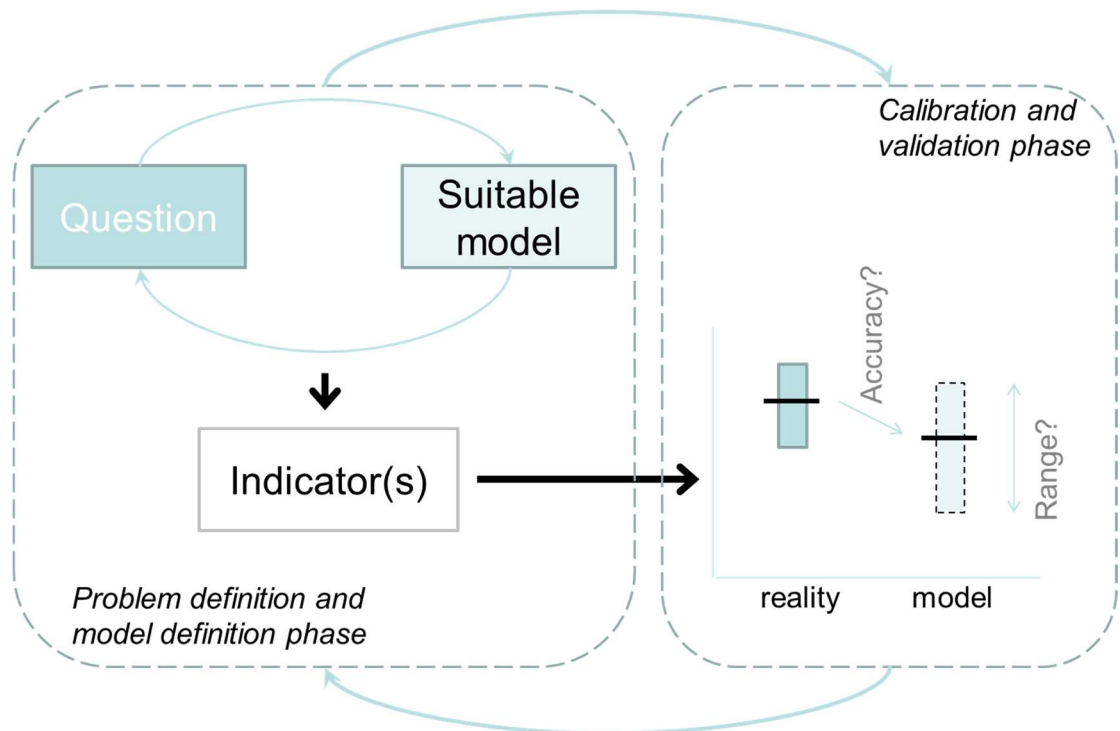 Calibration and
validation phase
Question
Suitable
model
Accuracy?
Range?
Indicator(s)
reality
model
Problem definition and
model definition phase